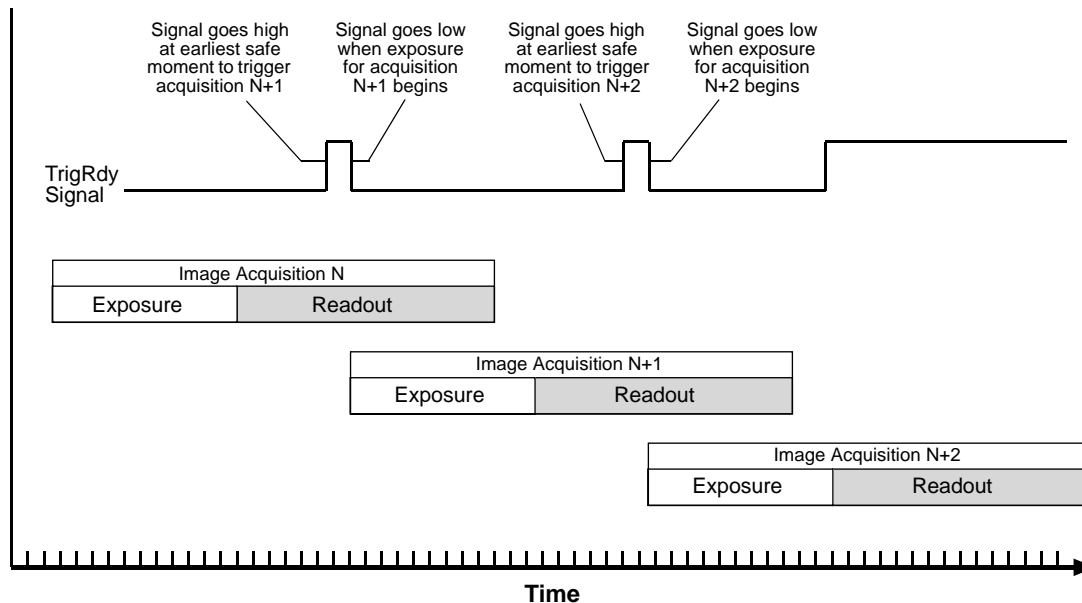 Signal goes high
at earliest safe
moment to trigger
acquisition N+1
Signal goes low
when exposure
for acquisition
N+1 begins
Signal goes high
at earliest safe
moment to trigger
acquisition N+2
Signal goes low
when exposure
for acquisition
N+2 begins
TrigRdy
Signal
Image Acquisition N
Exposure
Readout
Image Acquisition N+1
Exposure
Readout
Image Acquisition N+2
Exposure
Readout
Time